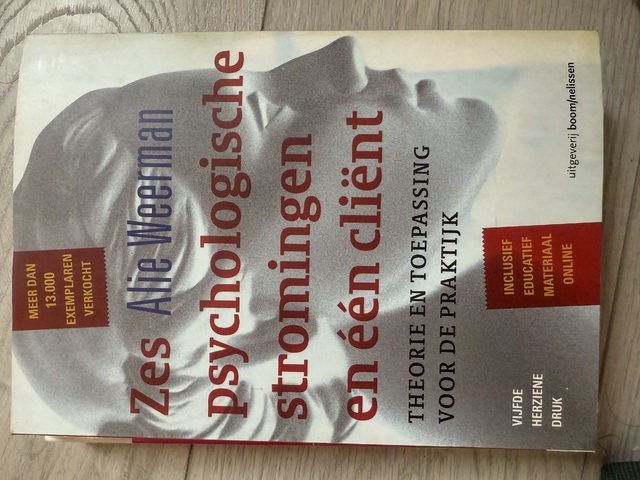 MEER DAN
13.000
EXEMPLAREN
VERKOCHT
Alie Weerman
Zes
psychologische
stromingen
en één cliënt
THEORIE EN TOEPASSING
VOOR DE PRAKTIJK
INCLUSIEF
EDUCATIEF
MATERIAAL
ONLINE
VIJFDE
HERZIENE
DRUK
uitgeverij boom/nelissen